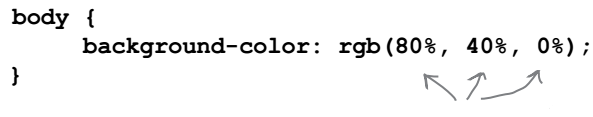 body {
     background-color: rgb(80%, 40%, 0%);
}